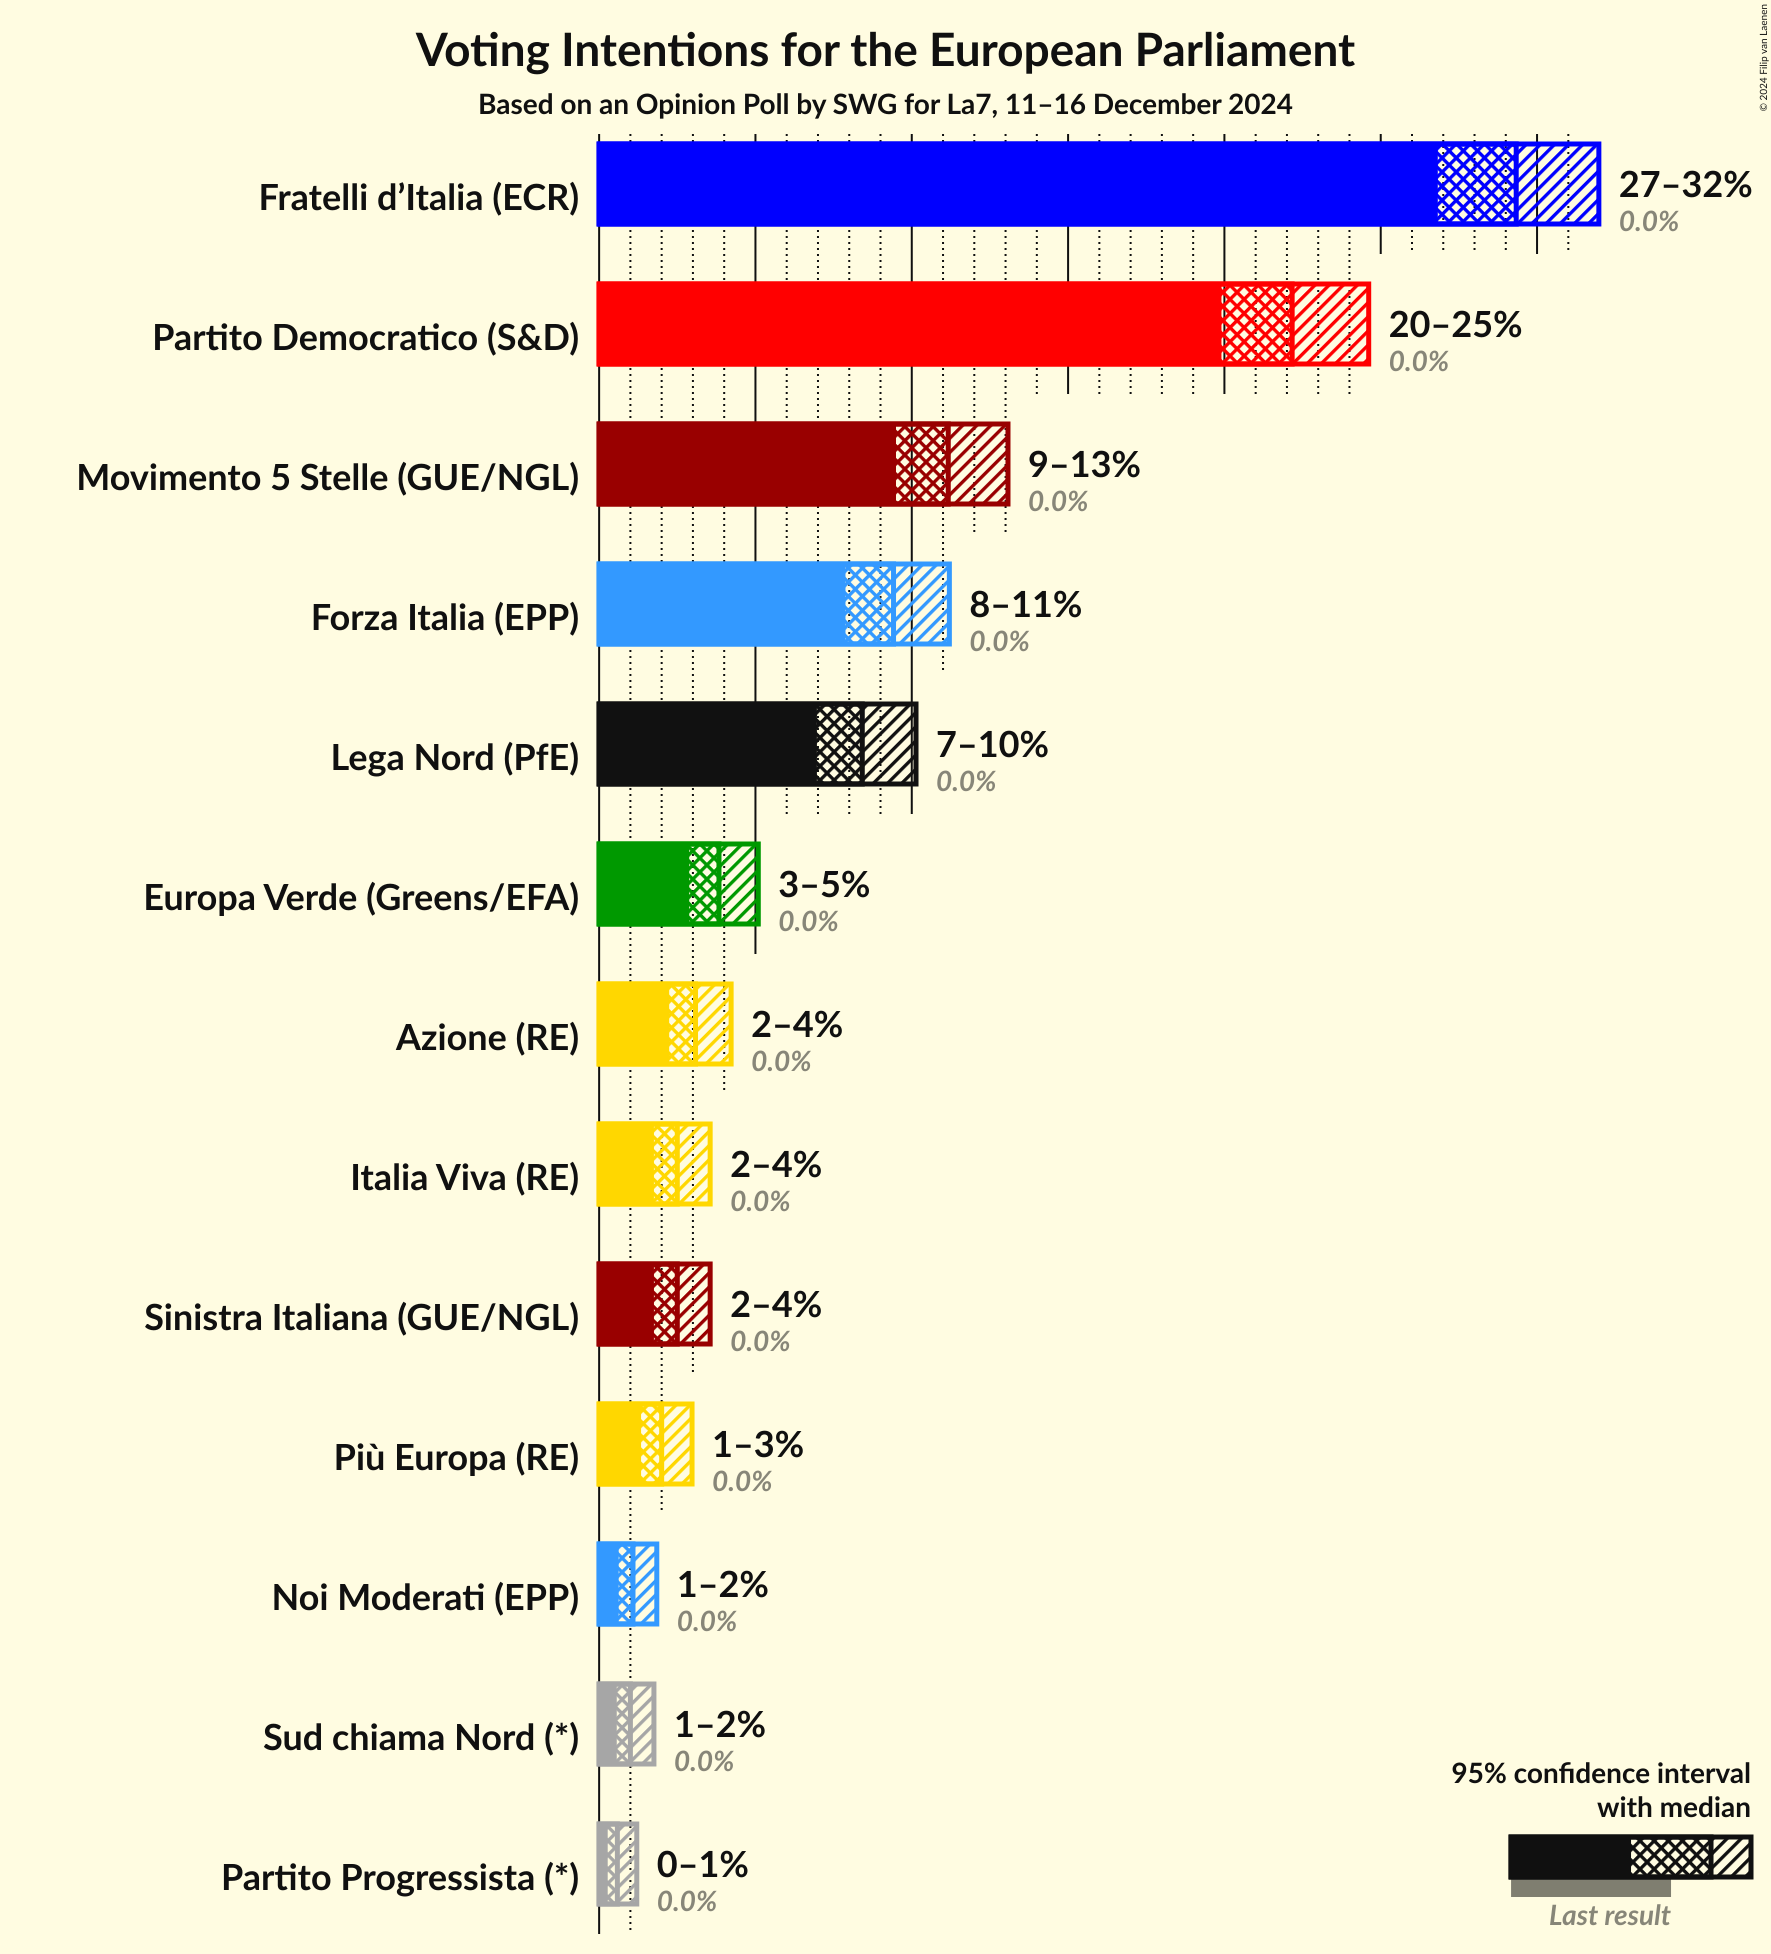 Voting Intentions for the European Parliament
Based on an Opinion Poll by SWG for La7, 11–16 December 2024
© 2024 Filip van Laenen
Fratelli d’Italia (ECR)
27–32%
0.0%
Partito Democratico (S&D)
20–25%
0.0%
Movimento 5 Stelle (GUE/NGL)
9–13%
0.0%
Forza Italia (EPP)
8–11%
0.0%
Lega Nord (PfE)
7–10%
0.0%
Europa Verde (Greens/EFA)
3–5%
0.0%
Azione (RE)
2–4%
0.0%
Italia Viva (RE)
2–4%
0.0%
Sinistra Italiana (GUE/NGL)
2–4%
0.0%
Più Europa (RE)
1–3%
0.0%
Noi Moderati (EPP)
1–2%
0.0%
Sud chiama Nord (*)
1–2%
0.0%
Partito Progressista (*)
0–1%
0.0%
95% confidence interval
with median
Last result